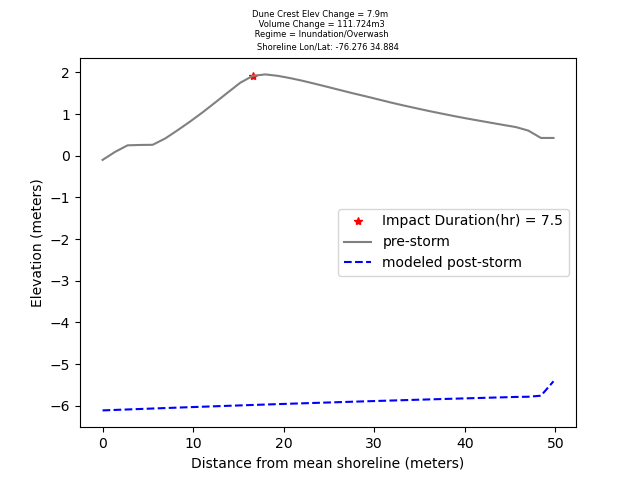 Dune Crest Elev Change = 7.9m
Volume Change = 111.724m3
Regime = Inundation/Overwash
Shoreline Lon/Lat: -76.276 34.884
2
1
0
−1
−2
−3
−4
−5
−6
Elevation (meters)
Impact Duration(hr) = 7.5
pre-storm
modeled post-storm
0 10 20 30 40 50
Distance from mean shoreline (meters)